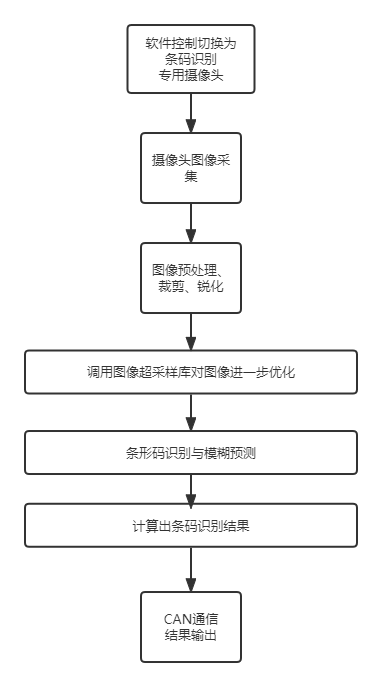 软件控制切换为
条码识别
专用摄像头
摄像头图像采
集
图像预处理、
裁剪、锐化
调用图像超采样库对图像进一步优化
条形码识别与模糊预测
计算出条码识别结果
CAN通信
结果输出